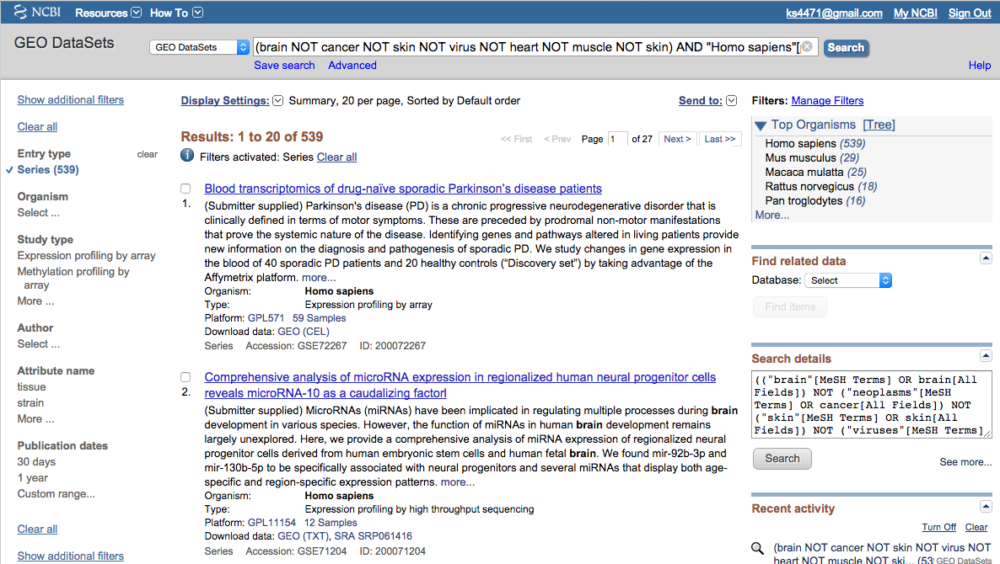 NCBI Resources How To ks4471@gmail.com My NCBI Sign Out
GEO DataSets
GEO DataSets (brain NOT cancer NOT skin NOT virus NOT heart NOT muscle NOT skin) AND "Homo sapiens"[ Search
Save search Advanced Help
Show additional filters
Clear all
Entry type clear
Series (539)
Organism
Select ...
Study type
Expression profiling by array
Methylation profiling by
array
More ...
Author
Select ...
Attribute name
tissue
strain
More ...
Publication dates
30 days
1 year
Custom range...
Clear all
Show additional filters
Display Settings: Summary, 20 per page, Sorted by Default order Send to:
Results: 1 to 20 of 539
<< First < Prev Page 1 of 27 Next > Last >>
Filters activated: Series Clear all
Blood transcriptomics of drug-naïve sporadic Parkinson's disease patients
1. (Submitter supplied) Parkinson's disease (PD) is a chronic progressive neurodegenerative disorder that is
clinically defined in terms of motor symptoms. These are preceded by prodromal non-motor manifestations
that prove the systemic nature of the disease. Identifying genes and pathways altered in living patients provide
new information on the diagnosis and pathogenesis of sporadic PD. We study changes in gene expression in
the blood of 40 sporadic PD patients and 20 healthy controls (“Discovery set”) by taking advantage of the
Affymetrix platform. more...
Organism: Homo sapiens
Type: Expression profiling by array
Platform: GPL571 59 Samples
Download data: GEO (CEL)
Series Accession: GSE72267 ID: 200072267
Comprehensive analysis of microRNA expression in regionalized human neural progenitor cells
2. reveals microRNA-10 as a caudalizing factorl
(Submitter supplied) MicroRNAs (miRNAs) have been implicated in regulating multiple processes during brain
development in various species. However, the function of miRNAs in human brain development remains
largely unexplored. Here, we provide a comprehensive analysis of miRNA expression of regionalized neural
progenitor cells derived from human embryonic stem cells and human fetal brain. We found mir-92b-3p and
mir-130b-5p to be specifically associated with neural progenitors and several miRNAs that display both age-
specific and region-specific expression patterns. more...
Organism: Homo sapiens
Type: Expression profiling by high throughput sequencing
Platform: GPL11154 12 Samples
Download data: GEO (TXT), SRA SRP061416
Series Accession: GSE71204 ID: 200071204
Filters: Manage Filters
Top Organisms [Tree]
Homo sapiens (539)
Mus musculus (29)
Macaca mulatta (25)
Rattus norvegicus (18)
Pan troglodytes (16)
More...
Find related data
Database: Select
Find items
Search details
(("brain"[MeSH Terms] OR brain[All
Fields]) NOT ("neoplasms"[MeSH
Terms] OR cancer[All Fields]) NOT
("skin"[MeSH Terms] OR skin[All
Fields]) NOT ("viruses"[MeSH Terms]
Search See more...
Recent activity
Turn Off Clear
(brain NOT cancer NOT skin NOT virus NOT
heart NOT muscle NOT ski... (539 GEO DataSets